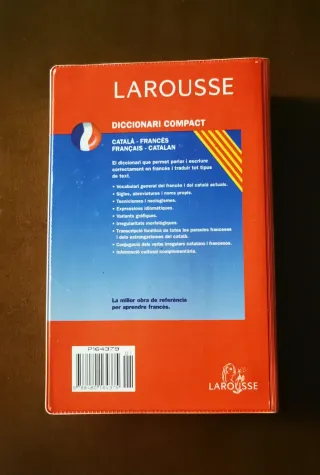 LAROUSSE
DICCIONARI COMPACT
CATALÀ - FRANCÈS
FRANÇAIS - CATALAN
El diccionari que permet parlar i escriure
correctament en francès i traduir tot tipus
de text.
• Vocabulari general del francès i del català actuals.
• Sigles, abreviatures i noms propis.
• Tecnicismes i neologismes.
• Expressions idiomàtiques.
• Variants gràfiques.
• Irregularitats morfològiques
• Transcripció fonètica de totes les paraules franceses
i dels estrangerismes del català.
• Conjugació dels verbs irregulars catalans i francesos.
• Informació cultural complementària.
La millor obra de referència
per aprendre francès.
P164379
LAROUSSE